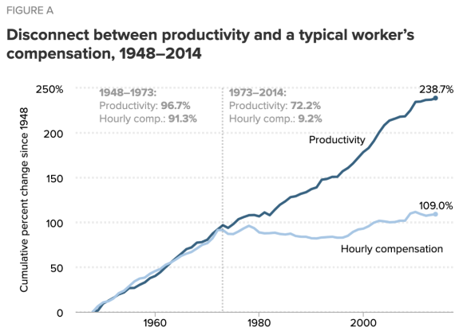 FIGURE A
Disconnect between productivity and a typical worker's
compensation, 1948–2014
Cumulative percent change since 1948
250%
200
150
100
50
0
1948–1973:
Productivity: 96.7%
Hourly comp.: 91.3%
1973–2014:
Productivity: 72.2%
Hourly comp.: 9.2%
238.7%
Productivity
109.0%
Hourly compensation
1960
1980
2000